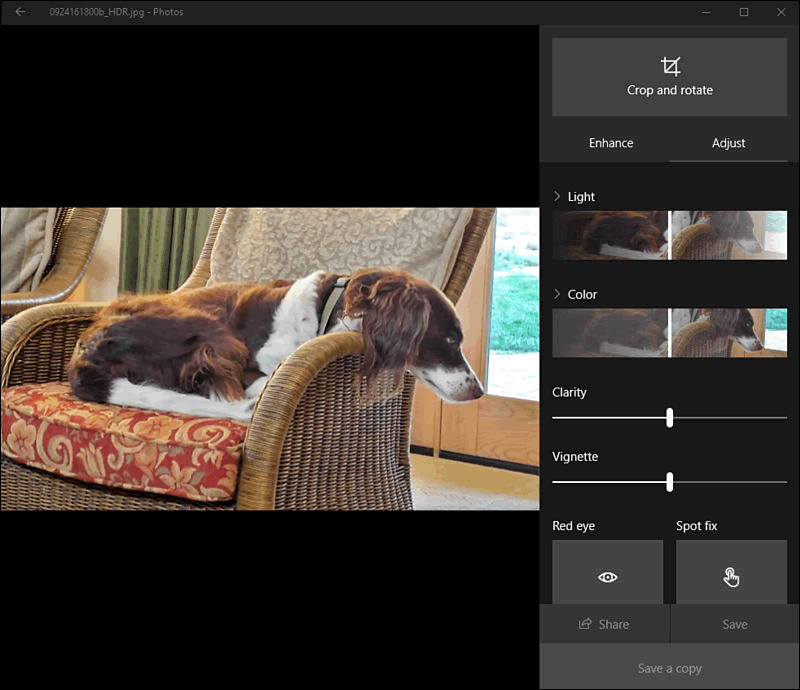 0924161800b_HDR.jpg - Photos
Crop and rotate
Enhance Adjust
Light
Color
Clarity
Vignette
Red eye Spot fix
Share Save
Save a copy